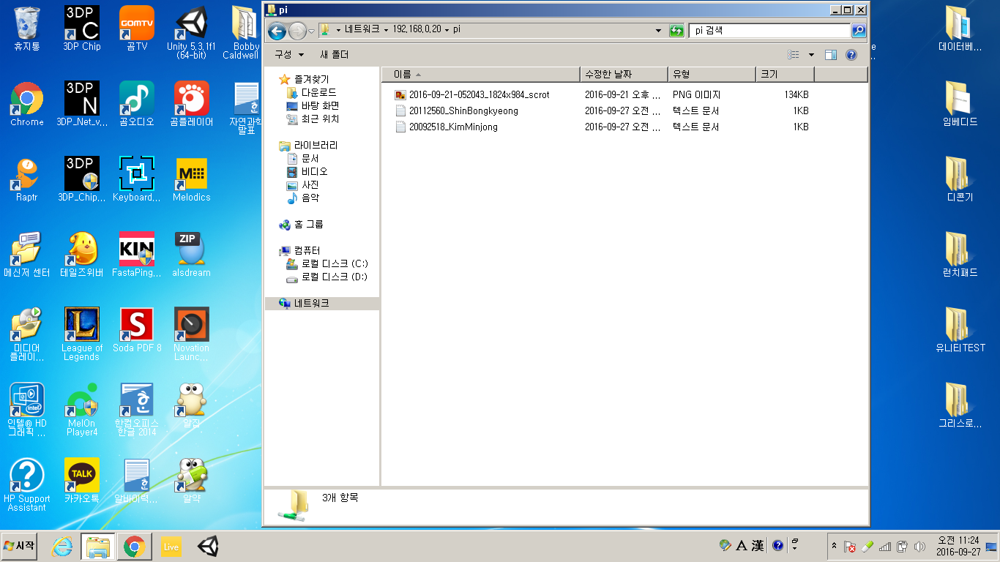 휴지통
3DP Chip
곰TV
Unity 5.3.1f1
(64-bit)
Bobby
Caldwell
Chrome
3DP_Net_v...
곰오디오
곰플레이어
자연과학
발표
Raptr
3DP_Chip...
Keyboard...
Melodics
메신저 센터
테일즈위버
FastaPing...
alsdream
미디어
플레이...
League of
Legends
Soda PDF 8
Novation
Launc...
인텔® HD
그래픽 ...
MelOn
Player4
한컴오피스
한글 2014
알집
HP Support
Assistant
카카오톡
알바이력...
알약
3DP
C
GOMTV
3DP
N
3DP
KIN
ZIP
S
L
intel
TALK
pi
네트워크 192.168.0.20 pi
pi 검색
구성 새 폴더
즐겨찾기
다운로드
바탕 화면
최근 위치
라이브러리
문서
비디오
사진
음악
홈 그룹
컴퓨터
로컬 디스크 (C:)
로컬 디스크 (D:)
네트워크
이름 수정한 날짜 유형 크기
2016-09-21-052043_1824x984_scrot 2016-09-21 오후 ... PNG 이미지 134KB
20112560_ShinBongkyeong 2016-09-27 오전 ... 텍스트 문서 1KB
20092518_KimMinjong 2016-09-27 오전 ... 텍스트 문서 1KB
3개 항목
데이터베...
임베디드
디콘기
런치패드
유니티TEST
그리스로...
시작
Live
A 漢
오전 11:24
2016-09-27